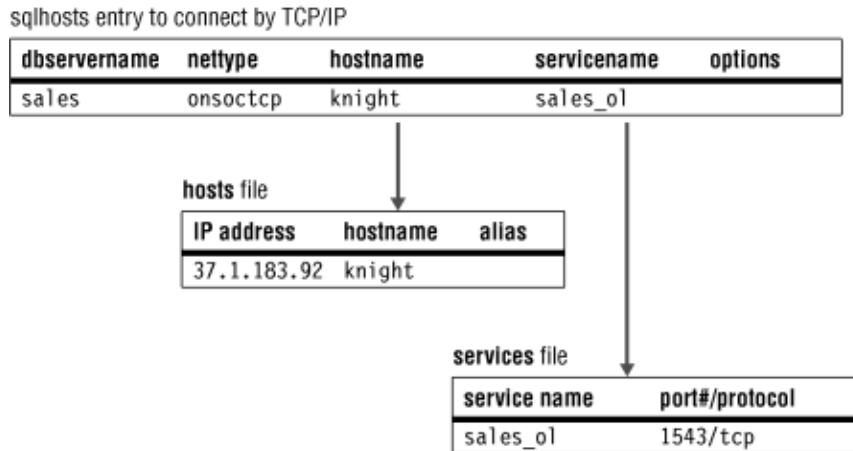 sqlhosts entry to connect by TCP/IP
dbservername nettype hostname servicename options
sales onsoctcp knight sales_ol
hosts file
IP address hostname alias
37.1.183.92 knight
services file
service name port#/protocol
sales_ol 1543/tcp